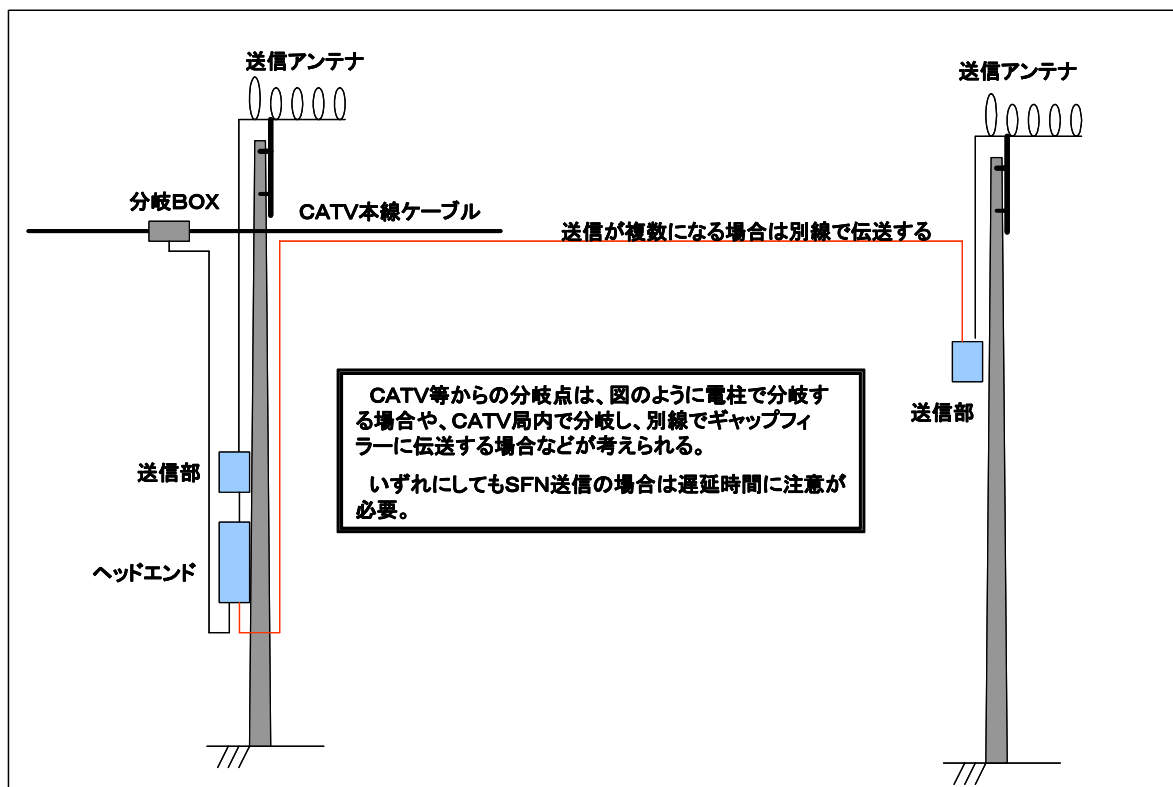 送信アンテナ
送信アンテナ
分岐BOX
CATV本線ケーブル
送信が複数になる場合は別線で伝送する
CATV等からの分岐点は、図のように電柱で分岐す
る場合や、CATV局内で分岐し、別線でギャップフィ
ラーに伝送する場合などが考えられる。
いずれにしてもSFN送信の場合は遅延時間に注意が
必要。
送信部
送信部
ヘッドエンド